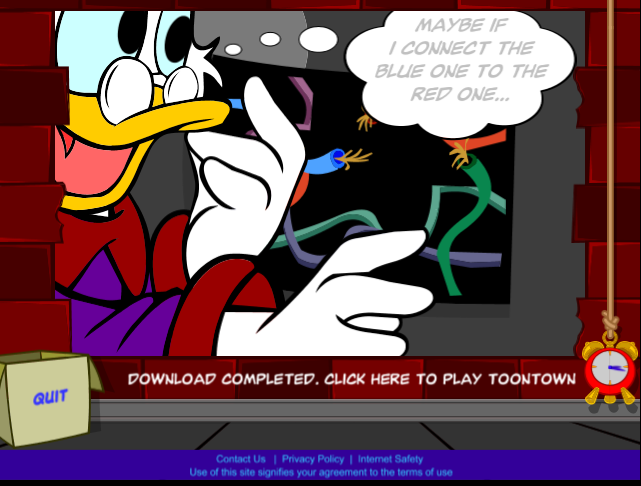 MAYBE IF
I CONNECT THE
BLUE ONE TO THE
RED ONE...
DOWNLOAD COMPLETED. CLICK HERE TO PLAY TOONTOWN
QUIT
Contact Us | Privacy Policy | Internet Safety
Use of this site signifies your agreement to the terms of use